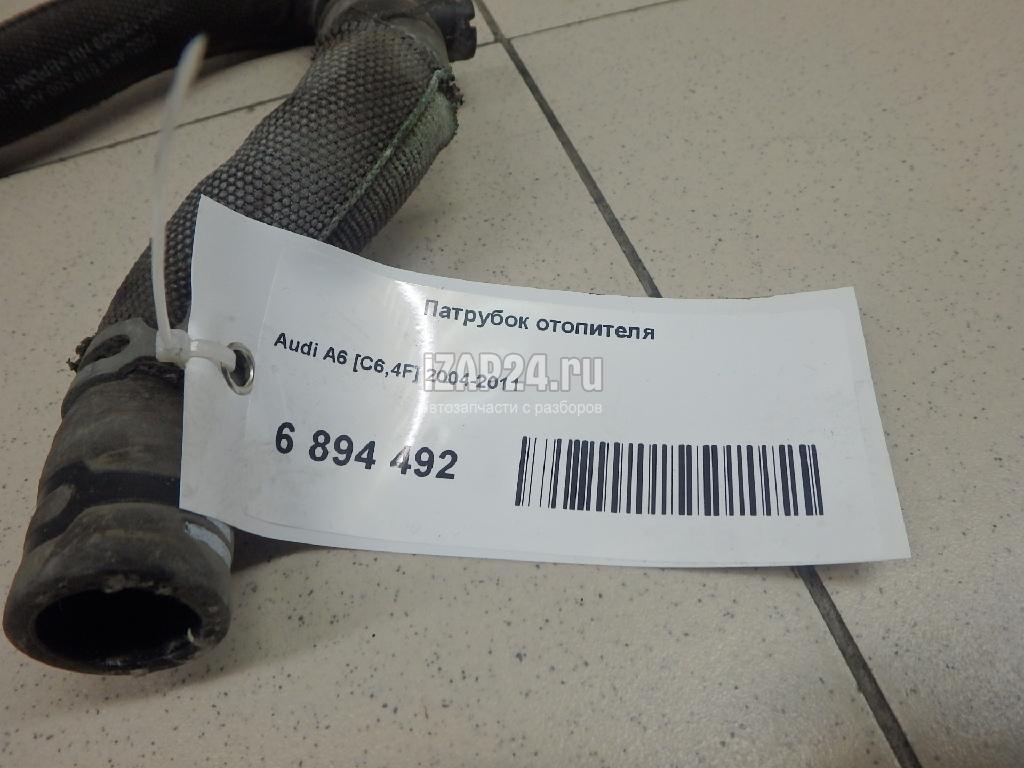 Патрубок отопителя
Audi A6 [C6,4F] 2004-2011
iZAP24.ru
Автозапчасти с разборов
6 894 492